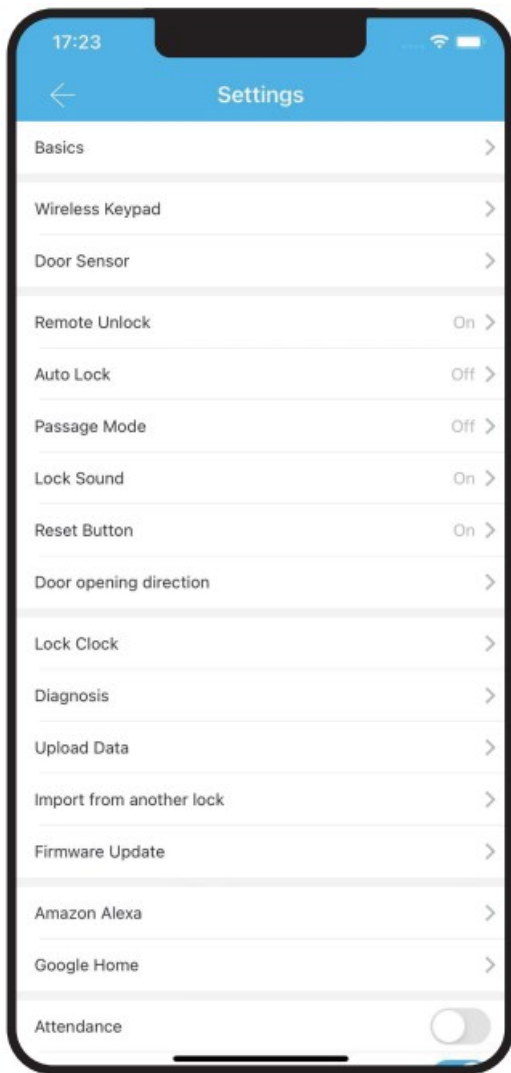 17:23
Settings
Basics
Wireless Keypad
Door Sensor
Remote Unlock On
Auto Lock Off
Passage Mode Off
Lock Sound On
Reset Button On
Door opening direction
Lock Clock
Diagnosis
Upload Data
Import from another lock
Firmware Update
Amazon Alexa
Google Home
Attendance